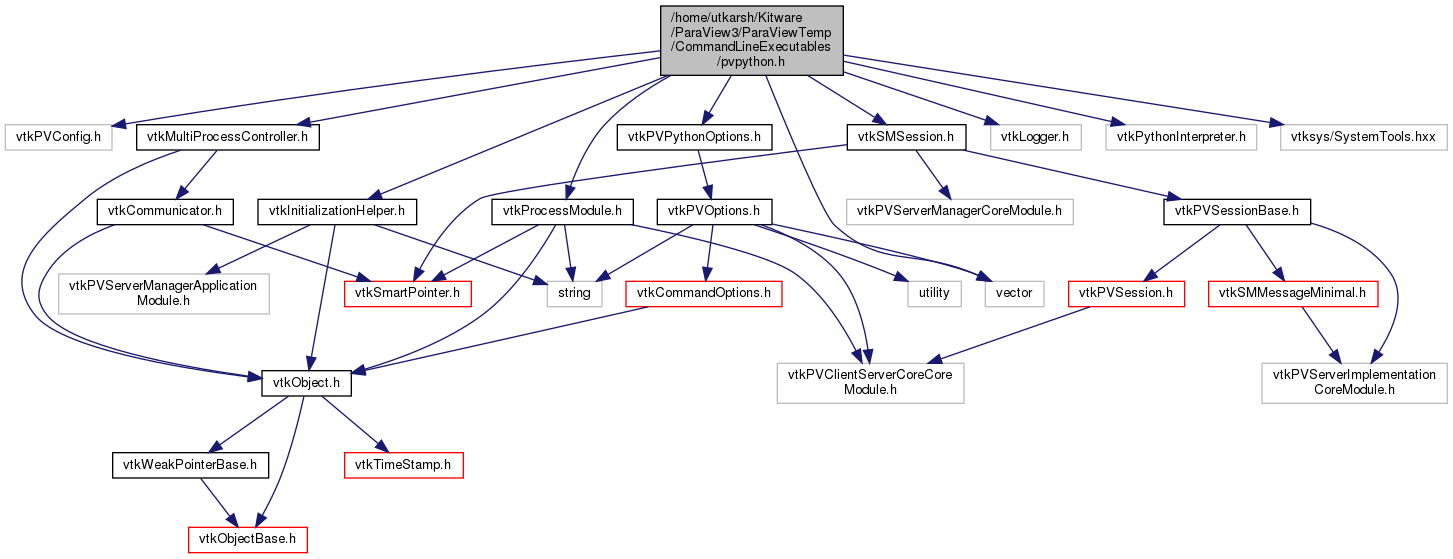 /home/utkarsh/Kitware
/ParaView3/ParaViewTemp
/CommandLineExecutables
/pvpython.h
vtkPVConfig.h
vtkMultiProcessController.h
vtkPVPythonOptions.h
vtkSMSession.h
vtkLogger.h
vtkPythonInterpreter.h
vtksys/SystemTools.hxx
vtkCommunicator.h
vtkInitializationHelper.h
vtkProcessModule.h
vtkPVOptions.h
vtkPVServerManagerCoreModule.h
vtkPVSessionBase.h
vtkPVServerManagerApplication
Module.h
vtkSmartPointer.h
string
vtkCommandOptions.h
utility
vector
vtkPVSession.h
vtkSMMessageMinimal.h
vtkObject.h
vtkPVClientServerCoreCore
Module.h
vtkPVServerImplementation
CoreModule.h
vtkWeakPointerBase.h
vtkTimeStamp.h
vtkObjectBase.h